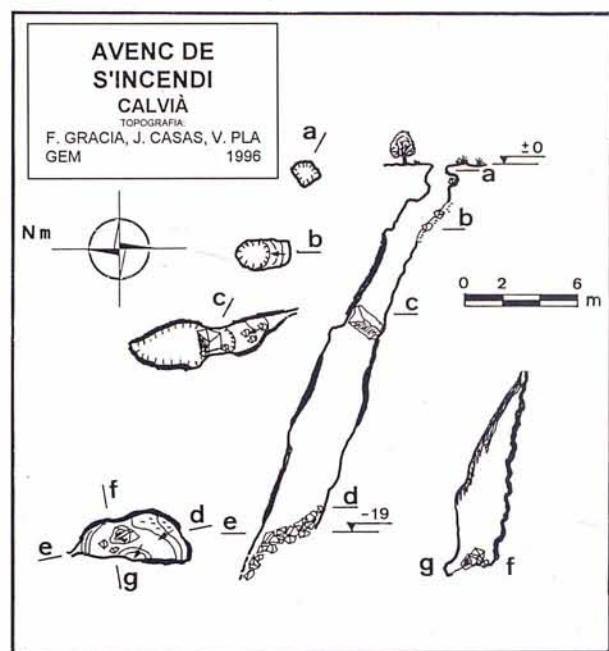 AVENC DE
S'INCENDI
CALVIÀ
TOPOGRAFIA:
F. GRACIA, J. CASAS, V. PLA
GEM 1996
a
±0
a
b
Nm
b
c
c
0 2 6
m
f
d
d
e
e
-19
g
g
f